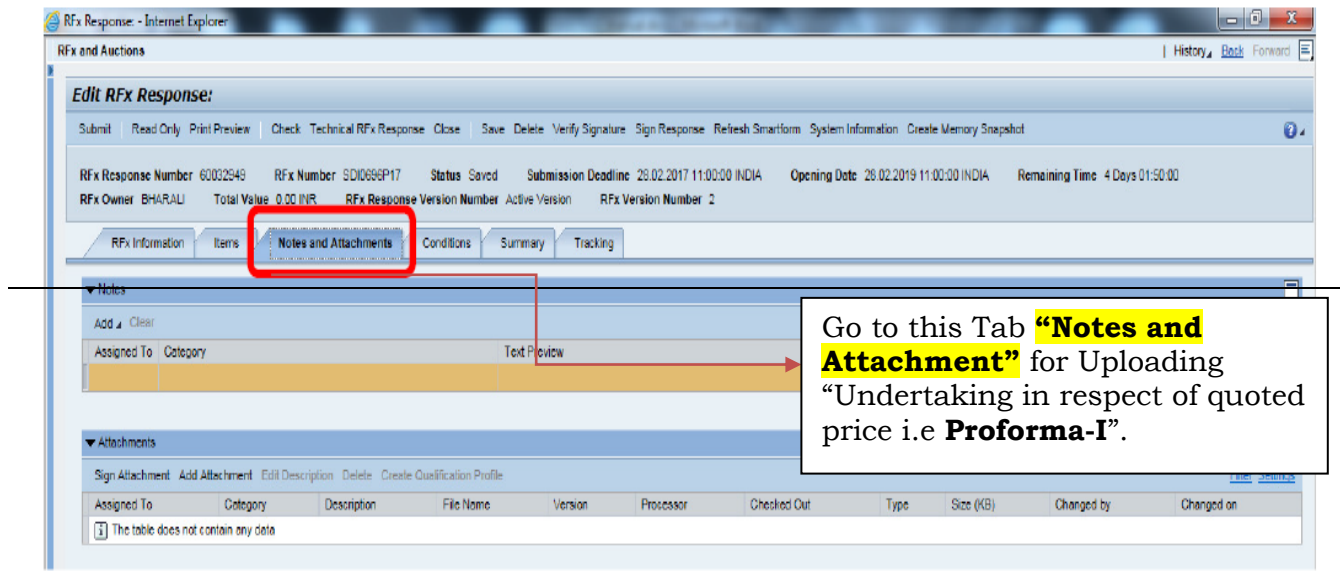 RFx Response: - Internet Explorer
RFx and Auctions
History Back Forward
Edit RFx Response:
Submit Read Only Print Preview Check Technical RFx Response Close Save Delete Verify Signature Sign Response Refresh Smartform System Information Create Memory Snapshot
RFx Response Number 60032949 RFx Number SDI0696P17 Status Saved Submission Deadline 28.02.2017 11:00:00 INDIA Opening Date 28.02.2019 11:00:00 INDIA Remaining Time 4 Days 01:50:00
RFx Owner BHARALI Total Value 0.00 INR RFx Response Version Number Active Version RFx Version Number 2
RFx Information Items Notes and Attachments Conditions Summary Tracking
Notes
Add Clear
Assigned To Category Text Preview
Go to this Tab “Notes and
Attachment” for Uploading
“Undertaking in respect of quoted
price i.e Proforma-I”.
Attachments
Sign Attachment Add Attachment Edit Description Delete Create Qualification Profile Filter Settings
Assigned To Category Description File Name Version Processor Checked Out Type Size (KB) Changed by Changed on
The table does not contain any data